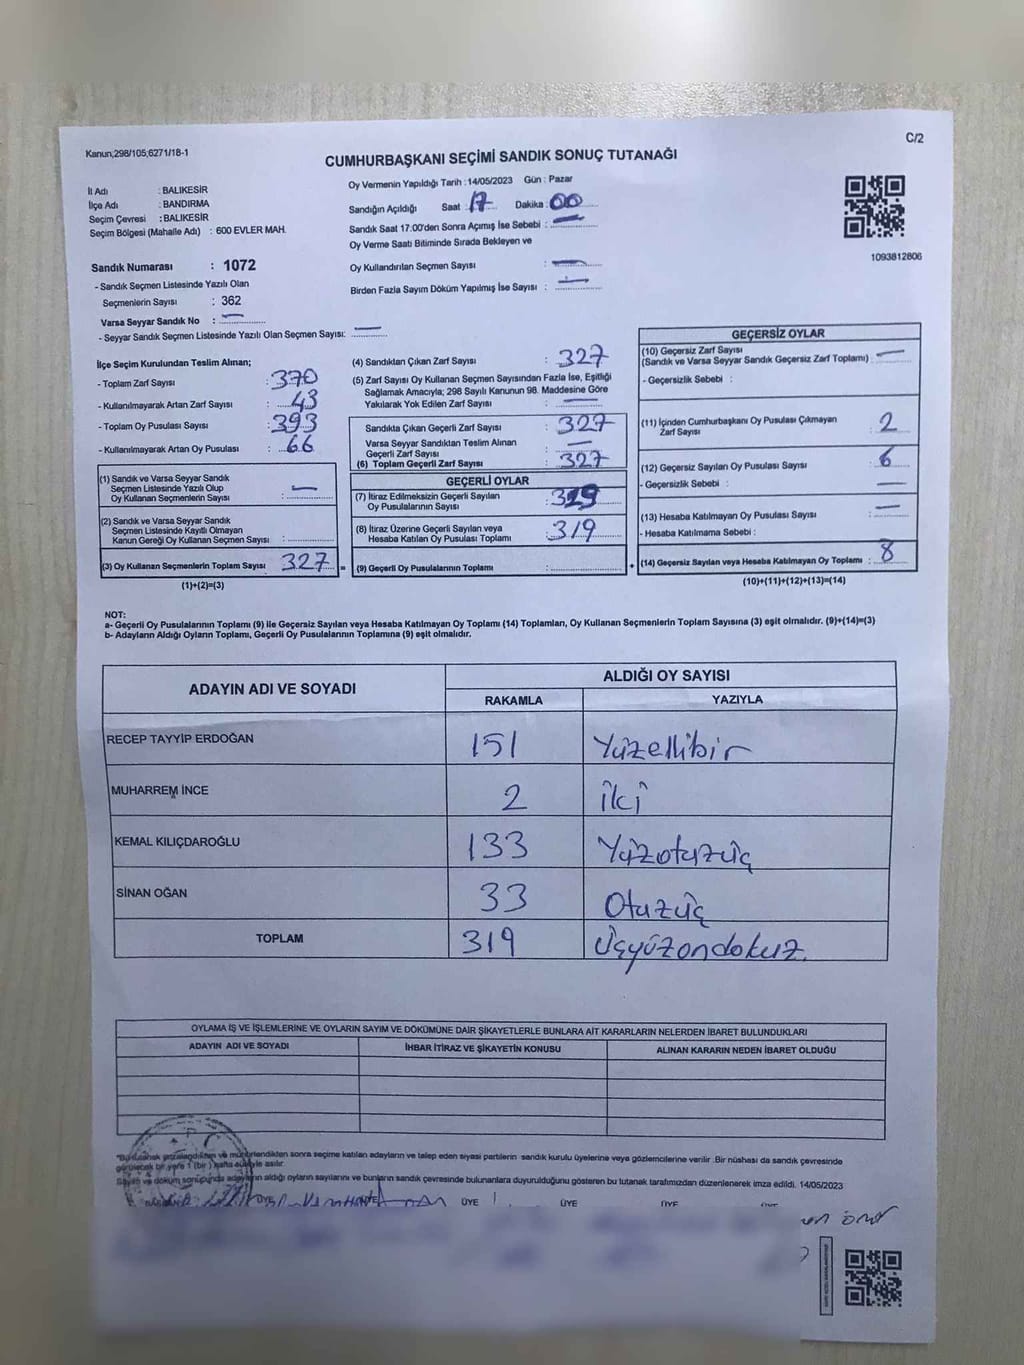 Kanun;298/105;6271/18-1
C/2
CUMHURBAŞKANI SEÇİMİ SANDIK SONUÇ TUTANAĞI
İl Adı : BALIKESİR
İlçe Adı : BANDIRMA
Seçim Çevresi : BALIKESİR
Seçim Bölgesi (Mahalle Adı) : 600 EVLER MAH.
Sandık Numarası : 1072
- Sandık Seçmen Listesinde Yazılı Olan
Seçmenlerin Sayısı : 362
Varsa Seyyar Sandık No : —
- Seyyar Sandık Seçmen Listesinde Yazılı Olan Seçmen Sayısı: —
Oy Vermenin Yapıldığı Tarih :14/05/2023 Gün : Pazar
Sandığın Açıldığı Saat : 17 Dakika : 00
Sandık Saat 17.00'den Sonra Açımış İse Sebebi : —
Oy Verme Saati Bitiminde Sırada Bekleyen ve
Oy Kullandırılan Seçmen Sayısı : —
Birden Fazla Sayım Döküm Yapılmış İse Sayısı : —
1093812806
İlçe Seçim Kurulundan Teslim Alınan;
- Toplam Zarf Sayısı : 370
- Kullanılmayarak Artan Zarf Sayısı : 43
- Toplam Oy Pusulası Sayısı : 393
- Kullanılmayarak Artan Oy Pusulası : 66
(1) Sandık ve Varsa Seyyar Sandık
Seçmen Listesinde Yazılı Olup
Oy Kullanan Seçmenlerin Sayısı : —
(2) Sandık ve Varsa Seyyar Sandık
Seçmen Listesinde Kayıtlı Olmayan
Kanun Gereği Oy Kullanan Seçmen Sayısı :
(3) Oy Kullanan Seçmenlerin Toplam Sayısı : 327 =
(1)+(2)=(3)
(4) Sandıktan Çıkan Zarf Sayısı : 327
(5) Zarf Sayısı Oy Kullanan Seçmen Sayısından Fazla İse, Eşitliği
Sağlamak Amacıyla; 298 Sayılı Kanunun 98. Maddesine Göre
Yakılarak Yok Edilen Zarf Sayısı : —
Sandıkta Çıkan Geçerli Zarf Sayısı : 327
Varsa Seyyar Sandıktan Teslim Alınan
Geçerli Zarf Sayısı : —
(6) Toplam Geçerli Zarf Sayısı : 327
GEÇERLİ OYLAR
(7) İtiraz Edilmeksizin Geçerli Sayılan
Oy Pusulalarının Sayısı : 319
(8) İtiraz Üzerine Geçerli Sayılan veya
Hesaba Katılan Oy Pusulası Toplamı : 319
(9) Geçerli Oy Pusulalarının Toplamı : +
GEÇERSİZ OYLAR
(10) Geçersiz Zarf Sayısı
(Sandık ve Varsa Seyyar Sandık Geçersiz Zarf Toplamı) : —
- Geçersizlik Sebebi :
(11) İçinden Cumhurbaşkanı Oy Pusulası Çıkmayan
Zarf Sayısı : 2
(12) Geçersiz Sayılan Oy Pusulası Sayısı : 6
- Geçersizlik Sebebi : —
(13) Hesaba Katılmayan Oy Pusulası Sayısı : —
- Hesaba Katılmama Sebebi :
(14) Geçersiz Sayılan veya Hesaba Katılmayan Oy Toplamı : 8
(10)+(11)+(12)+(13)=(14)
NOT:
a- Geçerli Oy Pusulalarının Toplamı (9) ile Geçersiz Sayılan veya Hesaba Katılmayan Oy Toplamı (14) Toplamları, Oy Kullanan Seçmenlerin Toplam Sayısına (3) eşit olmalıdır. (9)+(14)=(3)
b- Adayların Aldığı Oyların Toplamı, Geçerli Oy Pusulalarının Toplamına (9) eşit olmalıdır.
ADAYIN ADI VE SOYADI ALDIĞI OY SAYISI
RAKAMLA YAZIYLA
RECEP TAYYİP ERDOĞAN 151 Yüzellibir
MUHARREM İNCE 2 İki
KEMAL KILIÇDAROĞLU 133 Yüzotuzüç
SİNAN OĞAN 33 Otuzüç
TOPLAM 319 Üçyüzondokuz.
OYLAMA İŞ VE İŞLEMLERİNE VE OYLARIN SAYIM VE DÖKÜMÜNE DAİR ŞİKAYETLERLE BUNLARA AİT KARARLARIN NELERDEN İBARET BULUNDUKLARI
ADAYIN ADI VE SOYADI İHBAR İTİRAZ VE ŞİKAYETİN KONUSU ALINAN KARARIN NEDEN İBARET OLDUĞU
sonra seçime katılan adayların ve talep eden siyasi partilerin sandık kurulu üyelerine veya gözlemcilerine verilir .Bir nüshası da sandık çevresinde
görülecek bir yere 1 (bir) hafta süreyle asılır.
Sayım ve döküm sonucunda adayların aldığı oyların sayılarını ve bunların sandık çevresinde bulunanlara duyurulduğunu gösteren bu tutanak tarafımızdan düzenlenerek imza edildi. 14/05/2023
ÜYE ÜYE ÜYE ÜYE